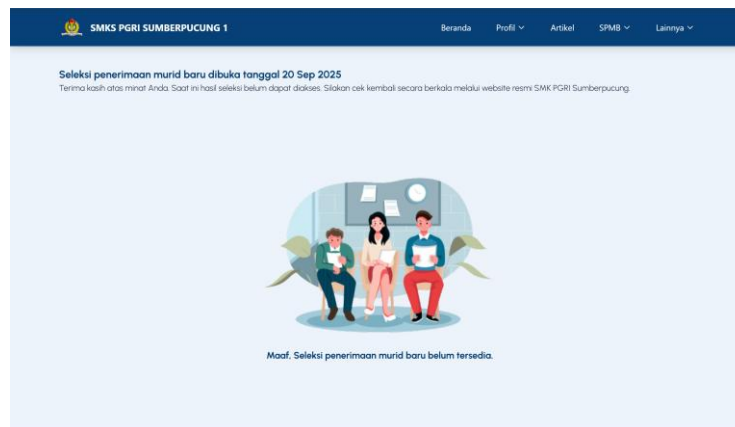 SMKS PGRI SUMBERPUCUNG 1
Beranda
Profil
Artikel
SPMB
Lainnya
Seleksi penerimaan murid baru dibuka tanggal 20 Sep 2025
Terima kasih atas minat Anda. Saat ini hasil seleksi belum dapat diakses. Silakan cek kembali secara berkala melalui website resmi SMK PGRI Sumberpucung.
Maaf, Seleksi penerimaan murid baru belum tersedia.